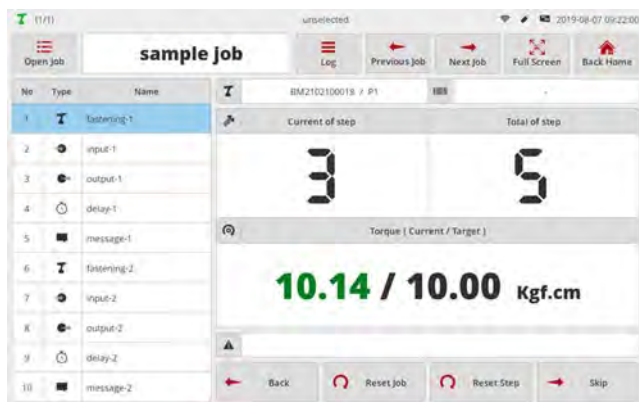 (1/1) unselected 2019-08-07 09:22:00
Open job sample job Log Previous Job Next Job Full Screen Back Home
No Type Name BM2102100018 / P1 -
1 fastening-1 Current of step Total of step
2 input-1 3 5
3 output-1
4 delay-1
5 message-1 Torque ( Current / Target )
6 fastening-2
7 input-2 10.14 / 10.00 Kgf.cm
8 output-2
9 delay-2
10 message-2 Back Reset Job Reset Step Skip